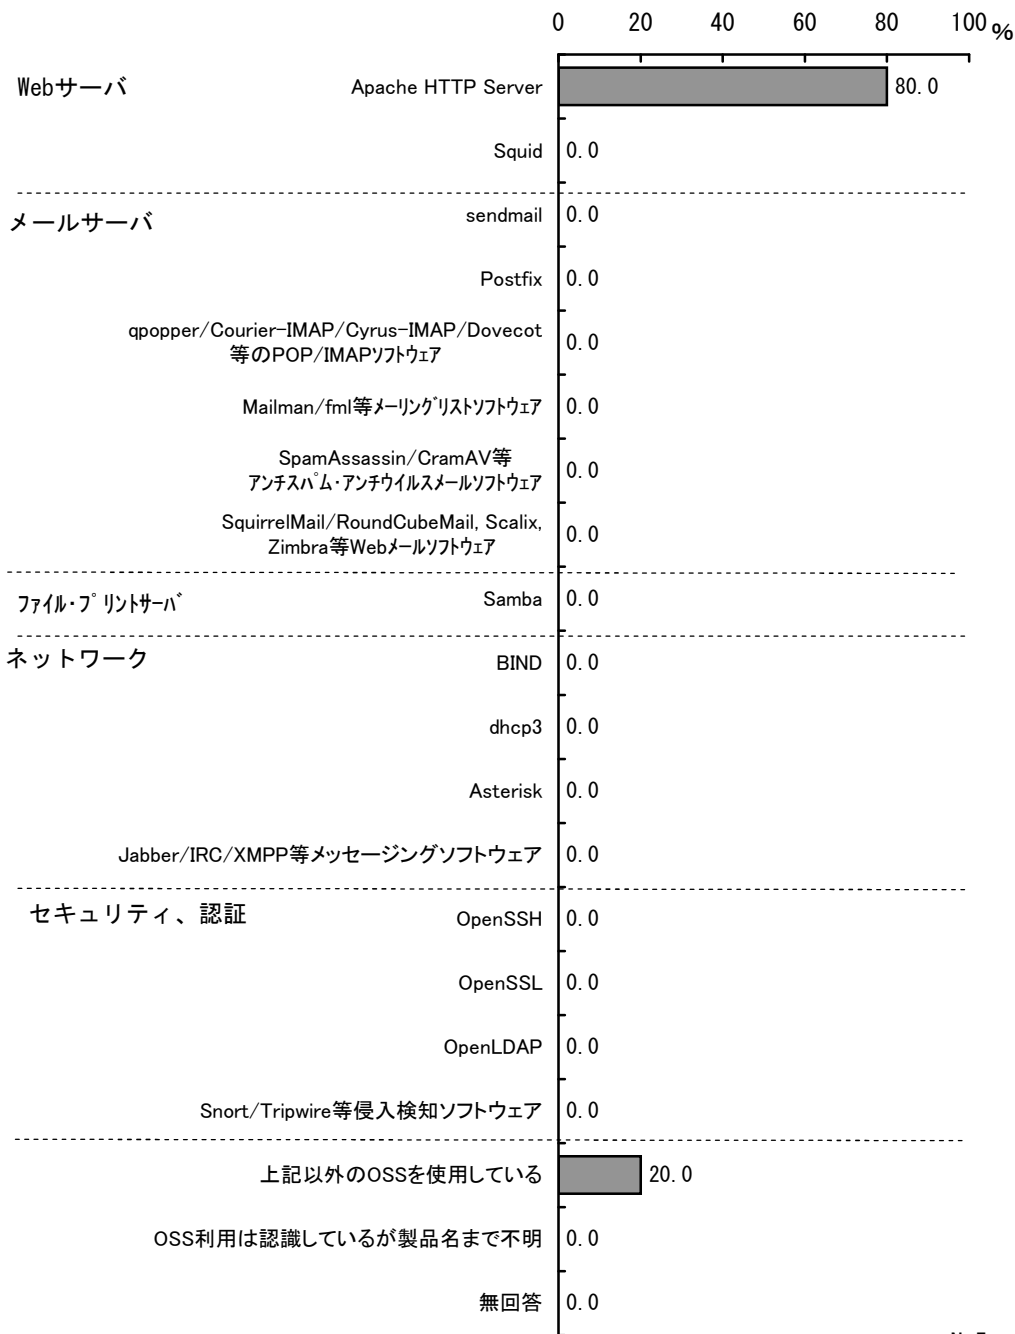 0 20 40 60 80 100 %
Webサーバ Apache HTTP Server 80.0
Squid 0.0
メールサーバ sendmail 0.0
Postfix 0.0
qpopper/Courier-IMAP/Cyrus-IMAP/Dovecot
等のPOP/IMAPｿﾌﾄｳｪｱ 0.0
Mailman/fml等ﾒｰﾘﾝｸﾞﾘｽﾄｿﾌﾄｳｪｱ 0.0
SpamAssassin/CramAV等
ｱﾝﾁｽﾊﾟﾑ・ｱﾝﾁｳｲﾙｽﾒｰﾙｿﾌﾄｳｪｱ 0.0
SquirrelMail/RoundCubeMail, Scalix,
Zimbra等Webﾒｰﾙｿﾌﾄｳｪｱ 0.0
ﾌｧｲﾙ・ﾌﾟﾘﾝﾄｻｰﾊﾞ Samba 0.0
ネットワーク BIND 0.0
dhcp3 0.0
Asterisk 0.0
Jabber/IRC/XMPP等メッセージングソフトウェア 0.0
セキュリティ、認証 OpenSSH 0.0
OpenSSL 0.0
OpenLDAP 0.0
Snort/Tripwire等侵入検知ソフトウェア 0.0
上記以外のOSSを使用している 20.0
OSS利用は認識しているが製品名まで不明 0.0
無回答 0.0